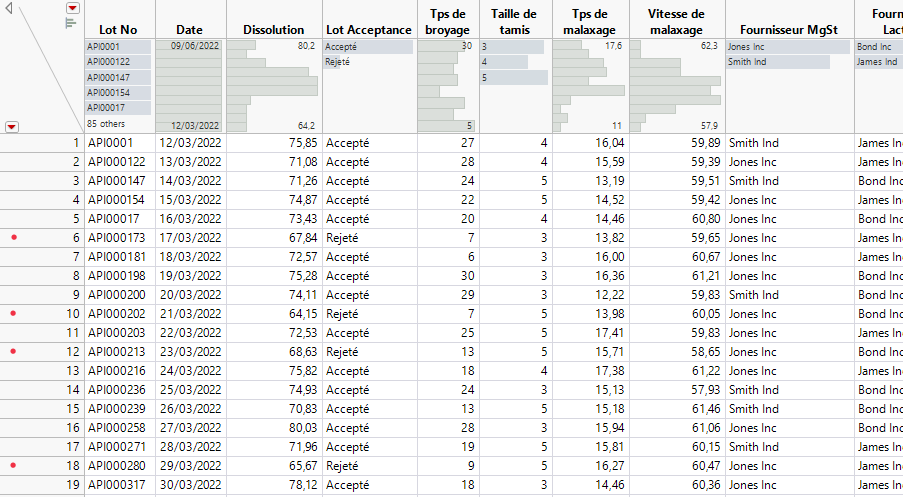 Tps de Taille de Tps de Vitesse de Fourn
Lot No Date Dissolution Lot Acceptance broyage tamis malaxage malaxage Fournisseur MgSt Lact
API0001 09/06/2022 80,2 Accepté 30 3 17,6 62,3 Jones Inc Bond Inc
API000122 Rejeté 4 Smith Ind James Ind
API000147 5
API000154
API00017
85 others 12/03/2022 64,2 5 11 57,9
1 API0001 12/03/2022 75,85 Accepté 27 4 16,04 59,89 Smith Ind James In
2 API000122 13/03/2022 71,08 Accepté 28 4 15,59 59,39 Jones Inc James In
3 API000147 14/03/2022 71,26 Accepté 24 5 13,19 59,51 Smith Ind Bond Inc
4 API000154 15/03/2022 74,87 Accepté 22 5 14,52 59,42 Jones Inc James In
5 API00017 16/03/2022 73,43 Accepté 20 4 14,46 60,80 Jones Inc Bond Inc
6 API000173 17/03/2022 67,84 Rejeté 7 3 13,82 59,65 Jones Inc James In
7 API000181 18/03/2022 72,57 Accepté 6 3 16,00 60,67 Jones Inc James In
8 API000198 19/03/2022 75,28 Accepté 30 3 16,36 61,21 Jones Inc Bond Inc
9 API000200 20/03/2022 74,11 Accepté 29 3 12,22 59,83 Smith Ind Bond Inc
10 API000202 21/03/2022 64,15 Rejeté 7 5 13,98 60,05 Jones Inc James In
11 API000203 22/03/2022 72,53 Accepté 25 5 17,41 59,83 Jones Inc James In
12 API000213 23/03/2022 68,63 Rejeté 13 5 15,71 58,65 Jones Inc Bond Inc
13 API000216 24/03/2022 75,82 Accepté 18 4 17,38 61,22 Jones Inc James In
14 API000236 25/03/2022 74,93 Accepté 24 3 15,13 57,93 Smith Ind Bond Inc
15 API000239 26/03/2022 70,83 Accepté 13 5 15,18 61,46 Smith Ind Bond Inc
16 API000258 27/03/2022 80,03 Accepté 28 3 15,94 61,06 Jones Inc Bond Inc
17 API000271 28/03/2022 71,96 Accepté 19 5 15,81 60,15 Smith Ind James In
18 API000280 29/03/2022 65,67 Rejeté 9 5 16,27 60,47 Jones Inc James In
19 API000317 30/03/2022 78,12 Accepté 18 3 14,46 60,36 Jones Inc James In